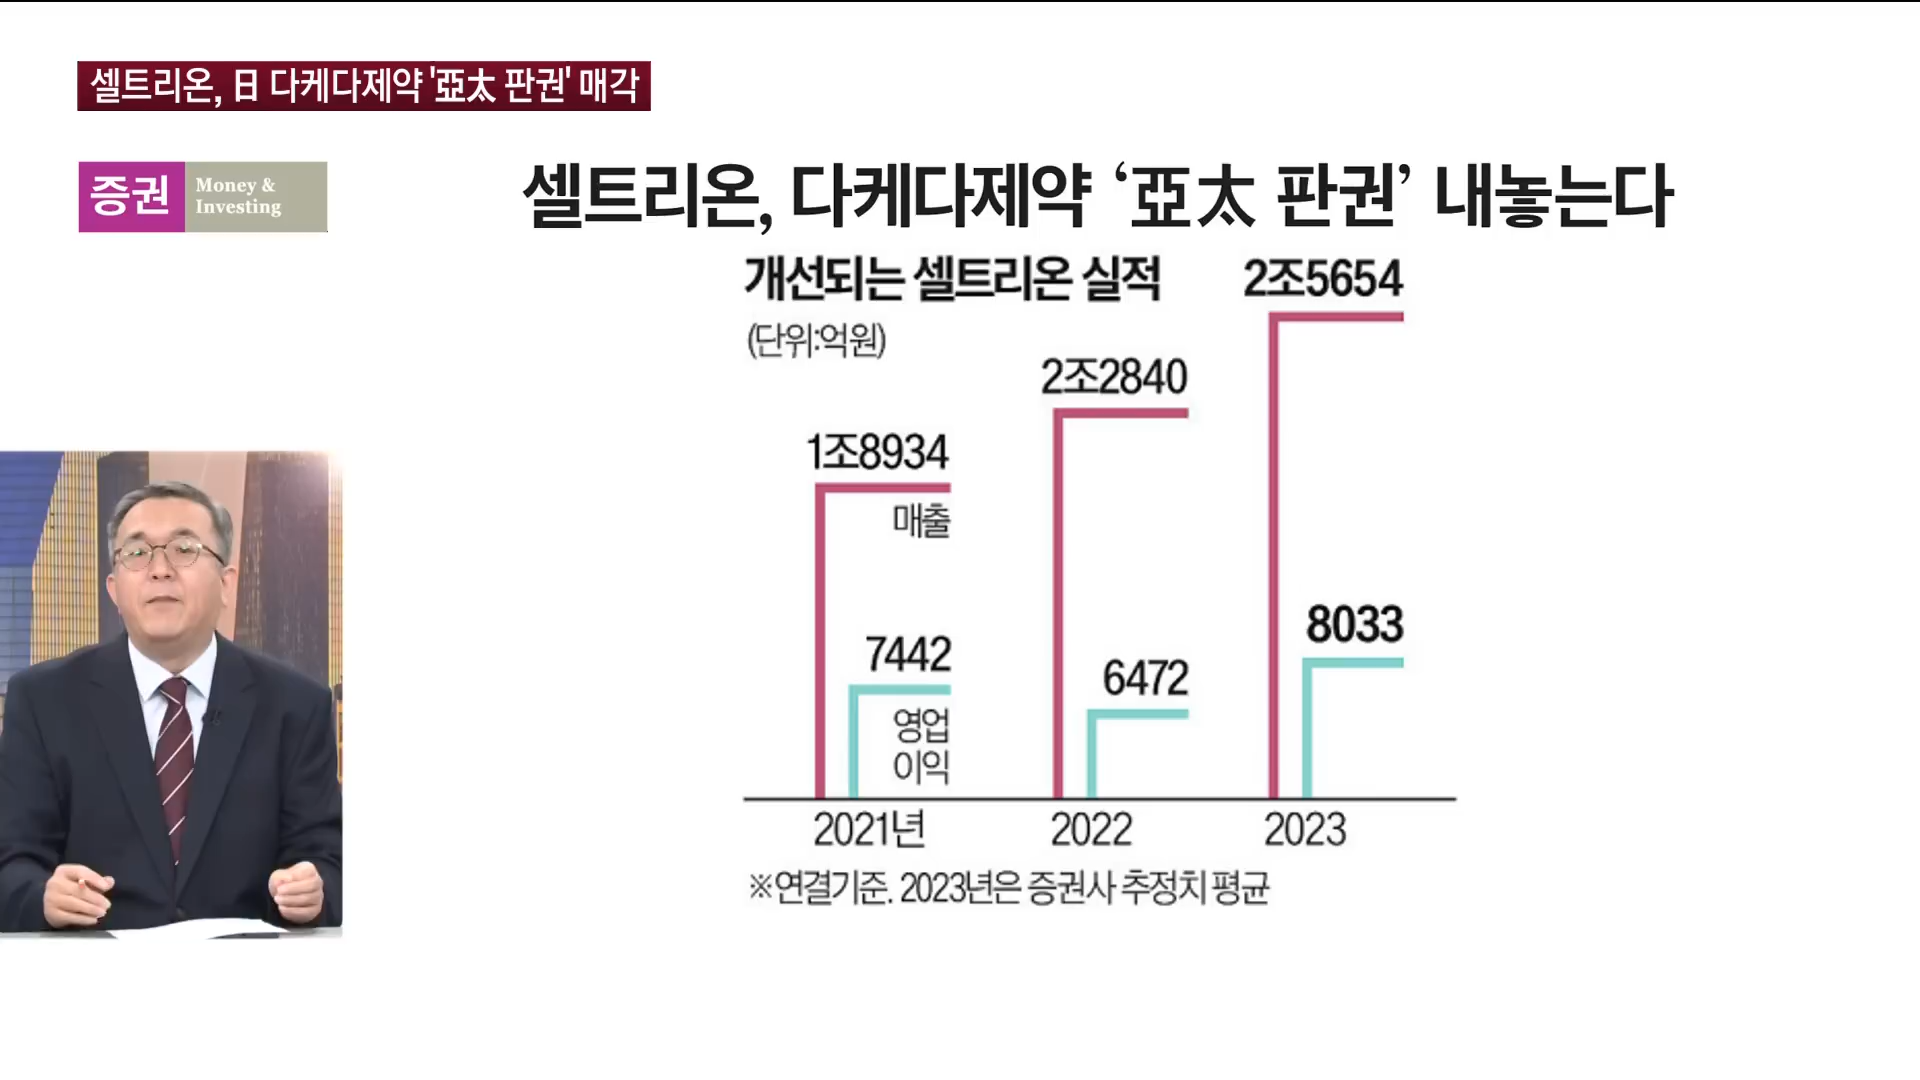 셀트리온, 日 다케다제약 '亞太 판권' 매각
증권
Money &
Investing
셀트리온, 다케다제약 ‘亞太 판권’ 내놓는다
개선되는 셀트리온 실적
(단위:억원)
1조8934
매출
7442
영업
이익
2조2840
6472
2조5654
8033
2021년
2022
2023
※연결기준. 2023년은 증권사 추정치 평균